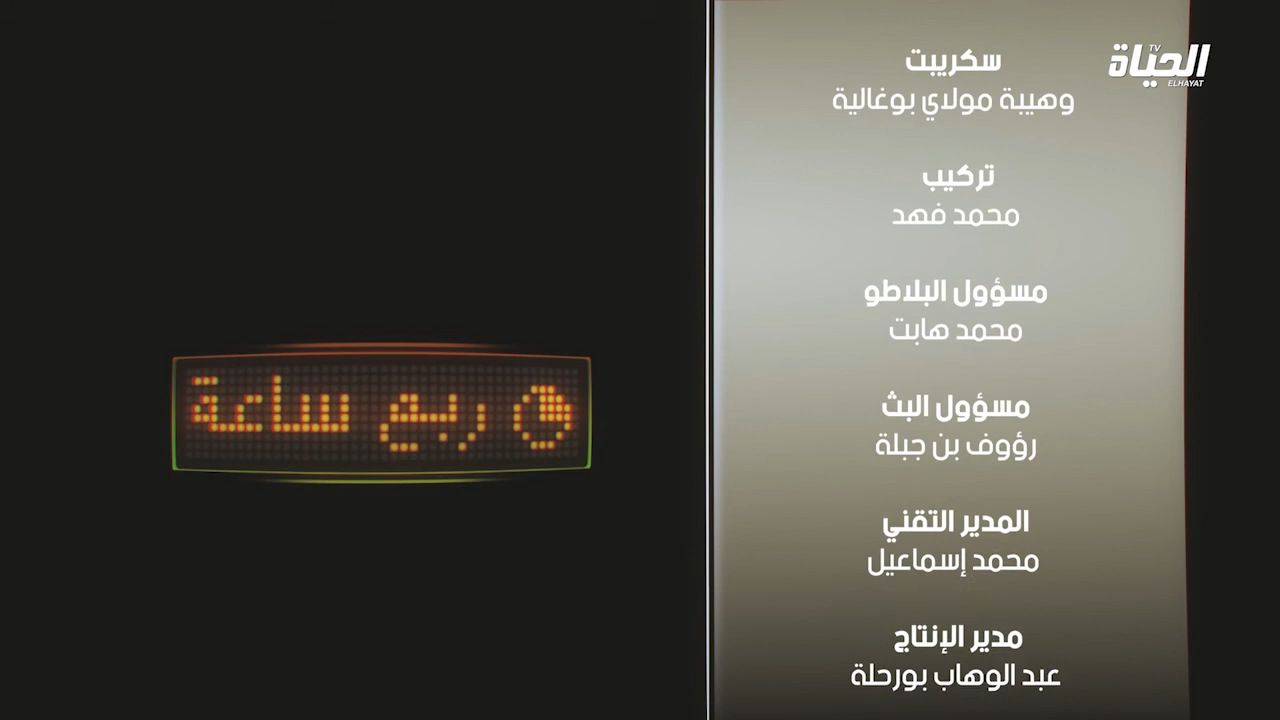 الحياة
TV
ELHAYAT
سكريبت
وهيبة مولاي بوغالية
تركيب
محمد فهد
مسؤول البلاطو
محمد هابت
مسؤول البث
رؤوف بن جبلة
المدير التقني
محمد إسماعيل
مدير الإنتاج
عبد الوهاب بورحلة
ربع ساعة